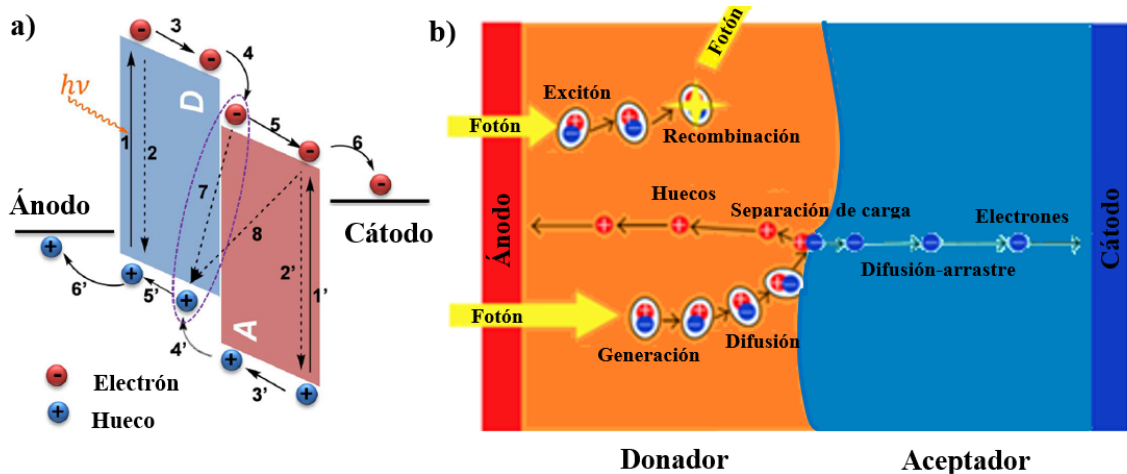 a)
3
4
hν
D
1
2
5
6
7
8
Ánodo
Cátodo
6'
5'
2'
1'
A
4'
3'
Electrón
Hueco
b)
Fotón
Excitón
Fotón
Recombinación
Ánodo
Huecos
Separación de carga
Electrones
Difusión-arrastre
Cátodo
Fotón
Generación
Difusión
Donador
Aceptador